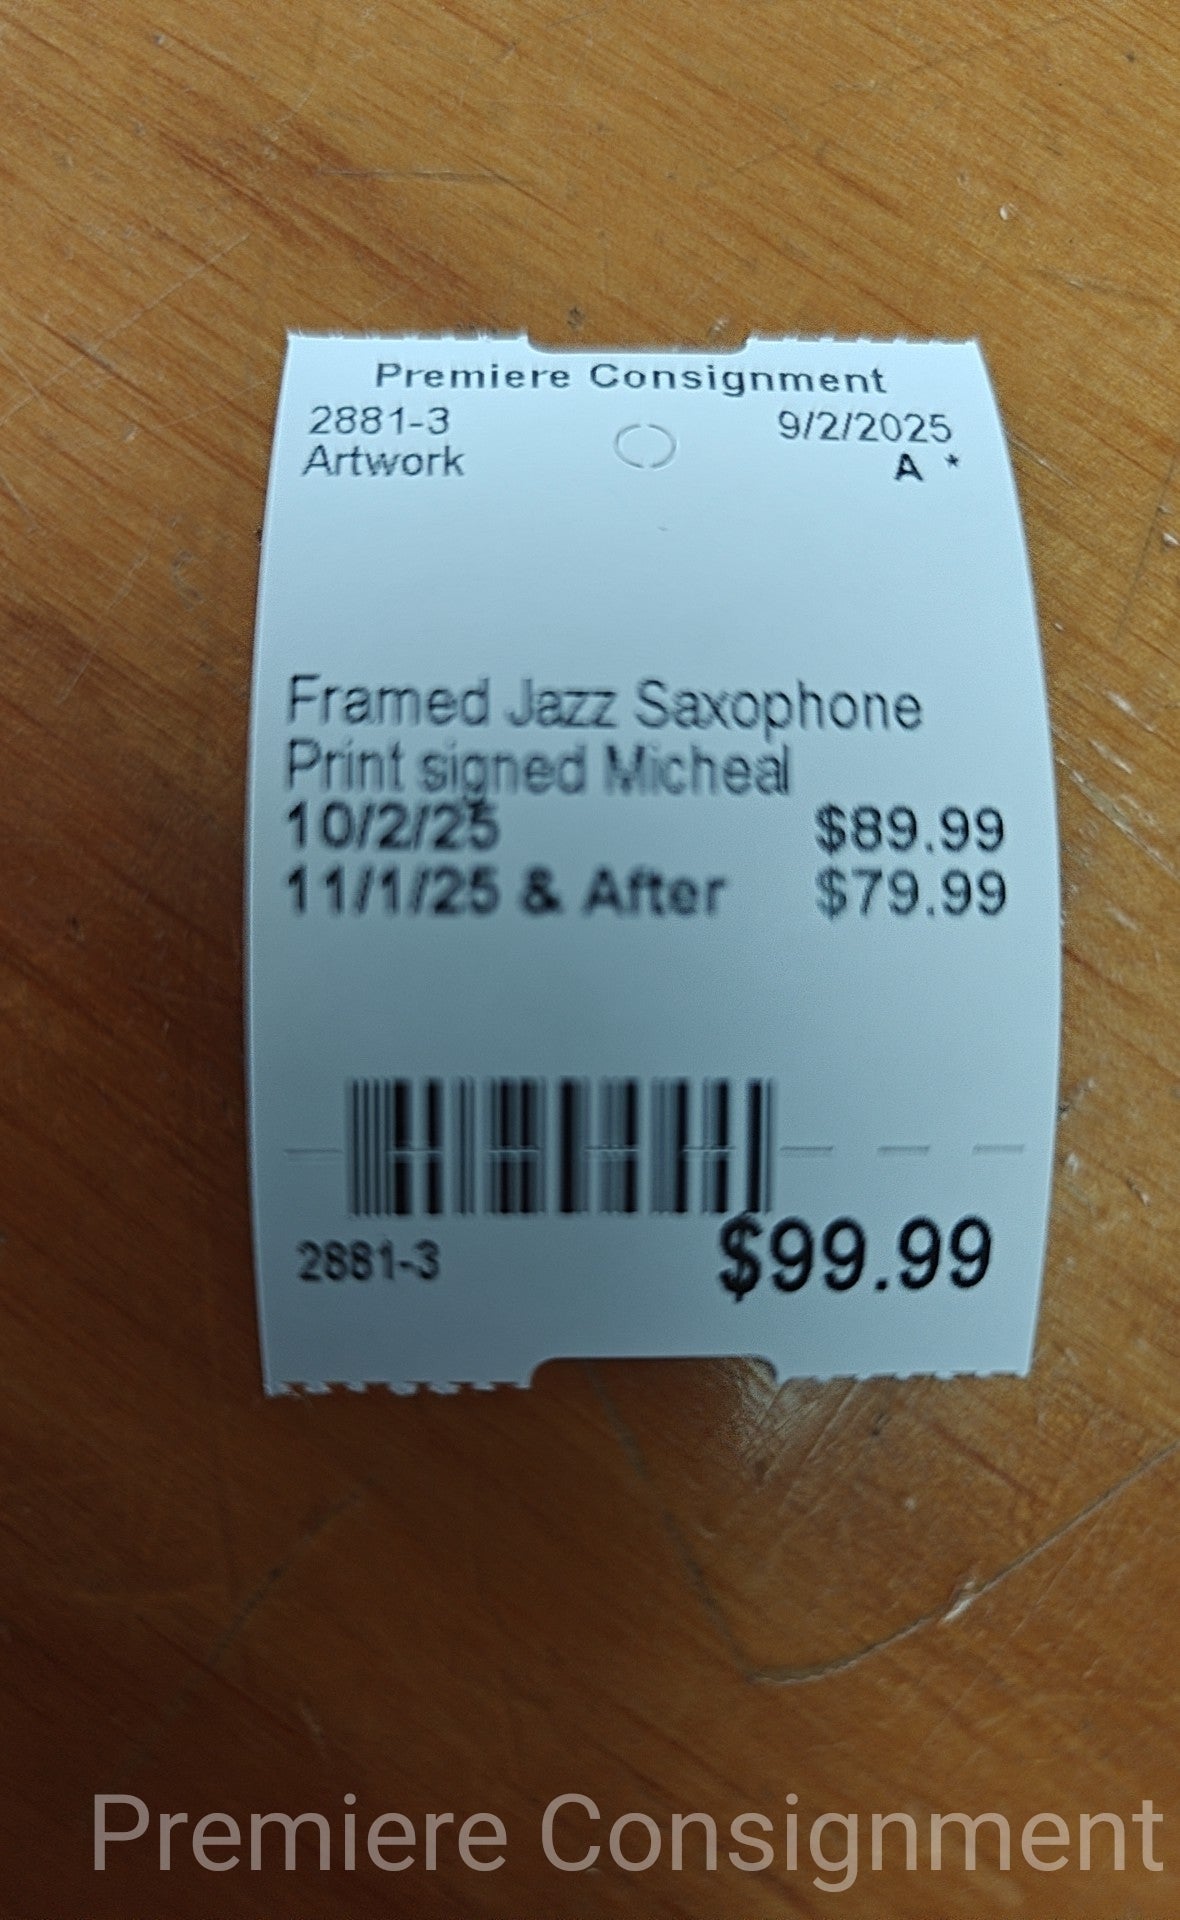 Premiere Consignment
2881-3 9/2/2025
Artwork A *
Framed Jazz Saxophone
Print signed Micheal
10/2/25 $89.99
11/1/25 & After $79.99
2881-3 $99.99
Premiere Consignment